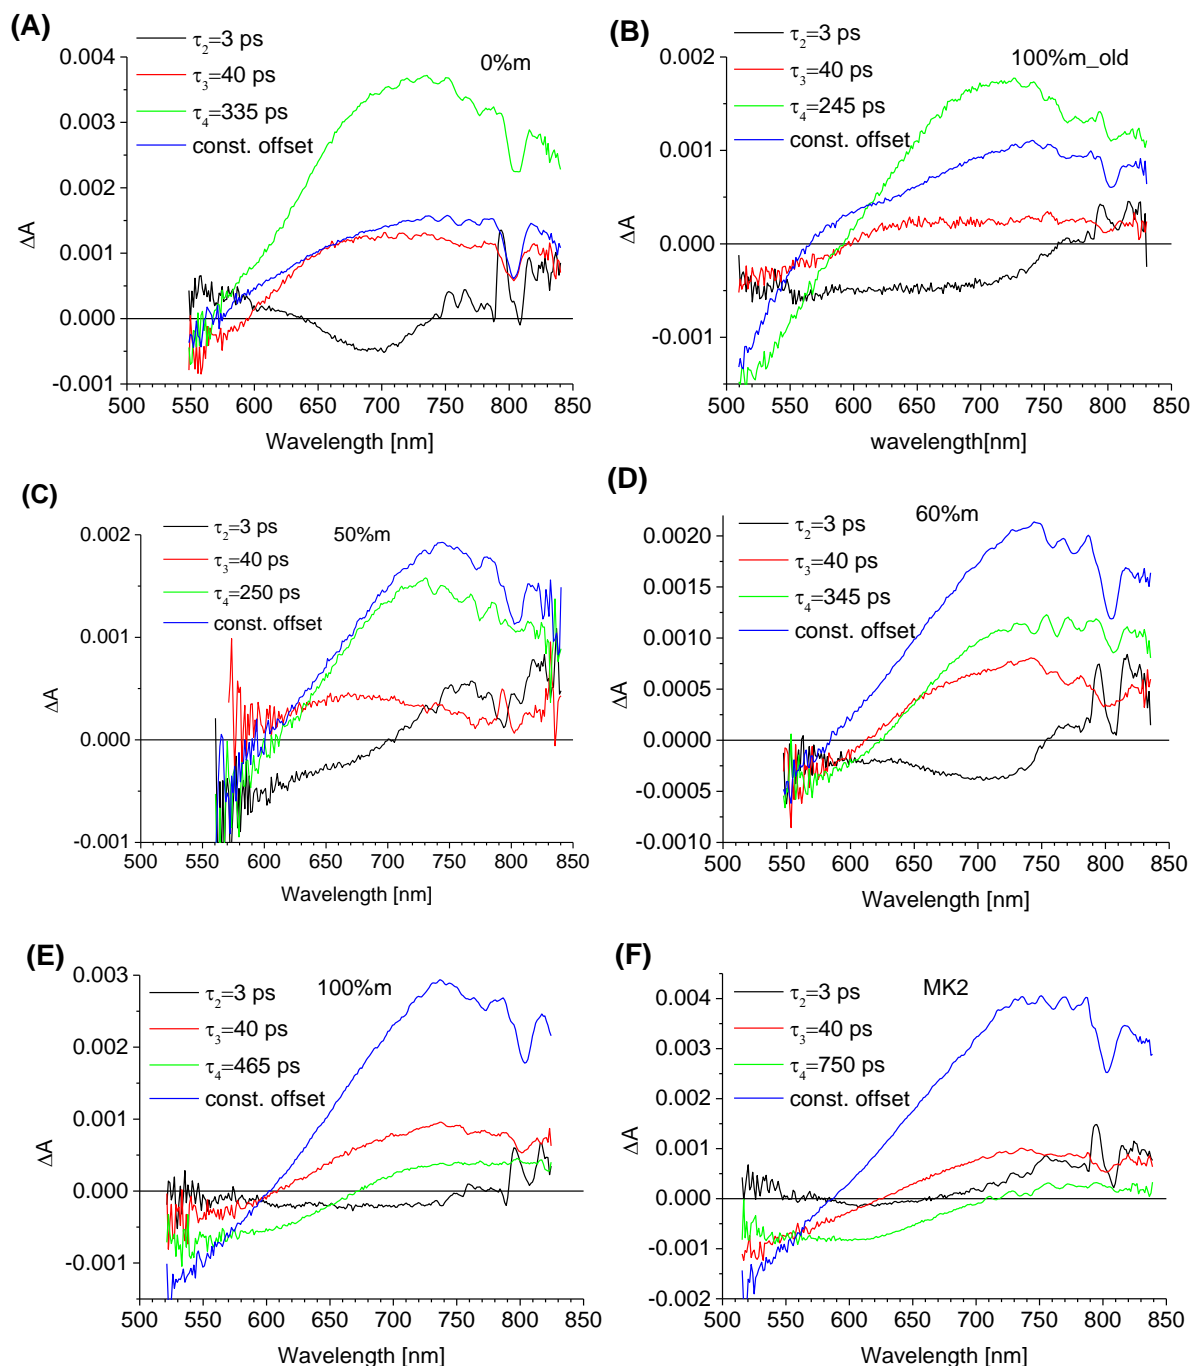 (A)
τ2=3 ps
τ3=40 ps
τ4=335 ps
const. offset
0%m
0.004
0.003
0.002
0.001
0.000
-0.001
ΔA
500 550 600 650 700 750 800 850
Wavelength [nm]
(B)
τ2=3 ps
τ3=40 ps
τ4=245 ps
const. offset
100%m_old
0.002
0.001
0.000
ΔA
500 550 600 650 700 750 800 850
wavelength[nm]
(C)
τ2=3 ps
τ3=40 ps
τ4=250 ps
const. offset
50%m
0.002
0.001
0.000
-0.001
ΔA
500 550 600 650 700 750 800 850
Wavelength [nm]
(D)
τ2=3 ps
τ3=40 ps
τ4=345 ps
const. offset
60%m
0.0020
0.0015
0.0010
0.0005
0.0000
-0.0005
-0.0010
ΔA
500 550 600 650 700 750 800 850
Wavelength [nm]
(E)
τ2=3 ps
τ3=40 ps
τ4=465 ps
const. offset
100%m
0.003
0.002
0.001
0.000
-0.001
ΔA
500 550 600 650 700 750 800 850
Wavelength [nm]
(F)
τ2=3 ps
τ3=40 ps
τ4=750 ps
const. offset
MK2
0.004
0.003
0.002
0.001
0.000
-0.001
-0.002
ΔA
500 550 600 650 700 750 800 850
Wavelength [nm]